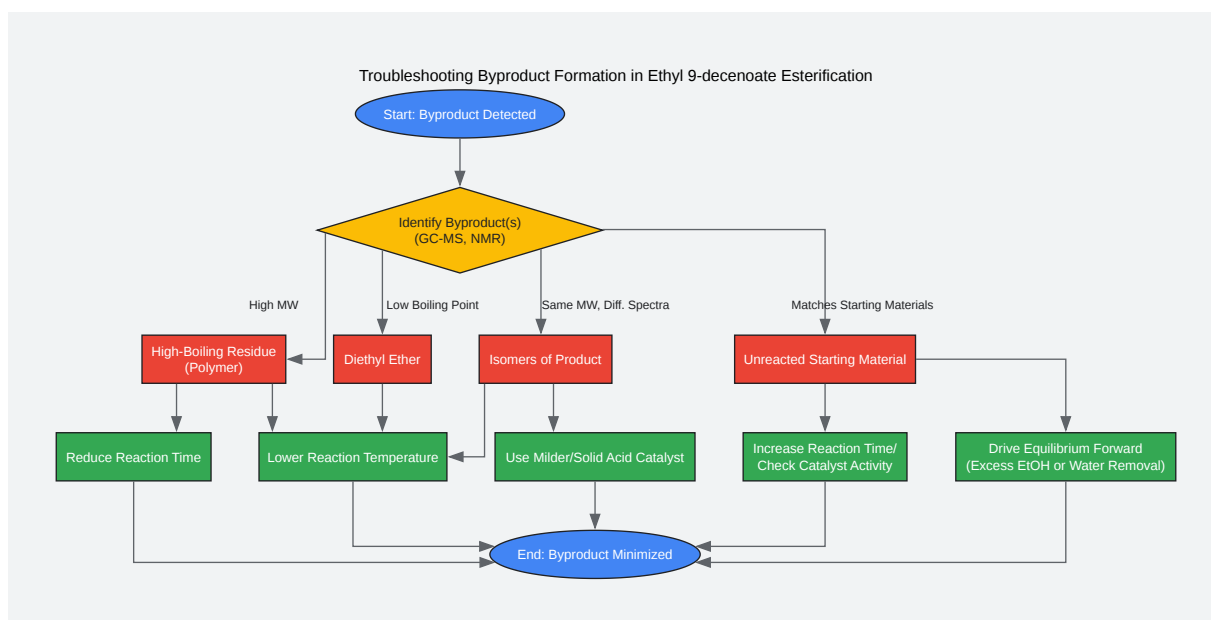 Troubleshooting Byproduct Formation in Ethyl 9-decenoate Esterification
Start: Byproduct Detected
Identify Byproduct(s)
(GC-MS, NMR)
High MW
Low Boiling Point
Same MW, Diff. Spectra
Matches Starting Materials
High-Boiling Residue
(Polymer)
Diethyl Ether
Isomers of Product
Unreacted Starting Material
Reduce Reaction Time
Lower Reaction Temperature
Use Milder/Solid Acid Catalyst
Increase Reaction Time/
Check Catalyst Activity
Drive Equilibrium Forward
(Excess EtOH or Water Removal)
End: Byproduct Minimized